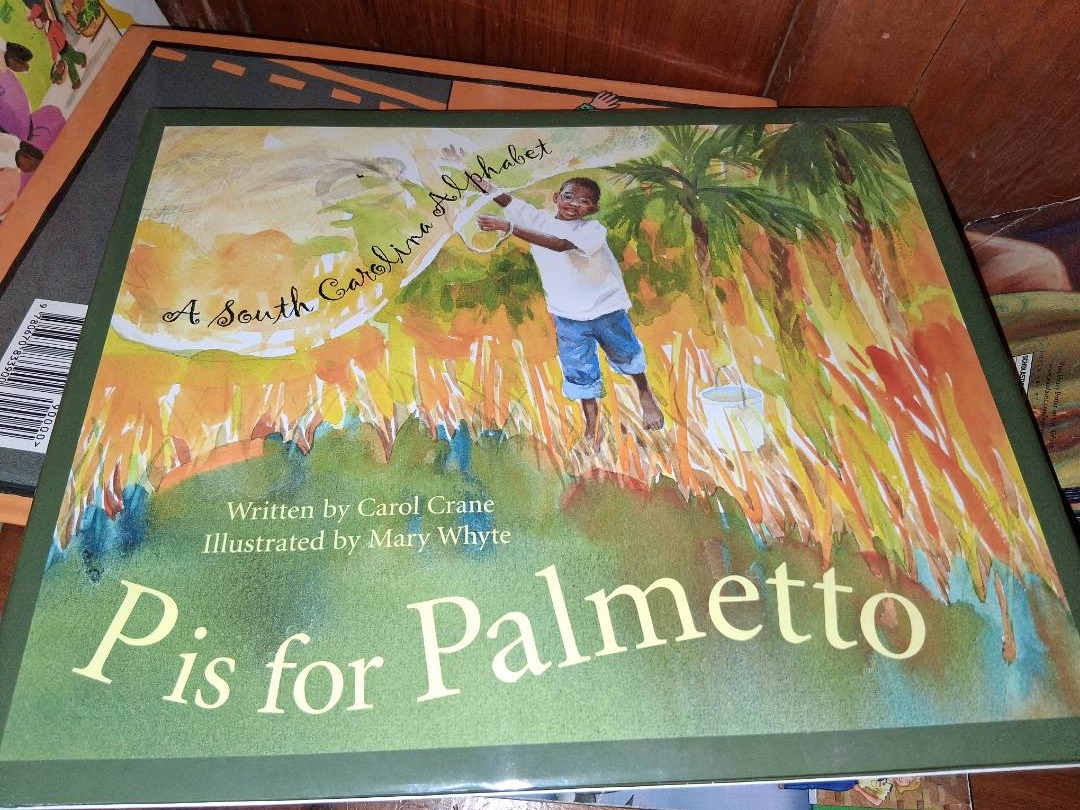 A South Carolina Alphabet
Written by Carol Crane
Illustrated by Mary Whyte
P is for Palmetto